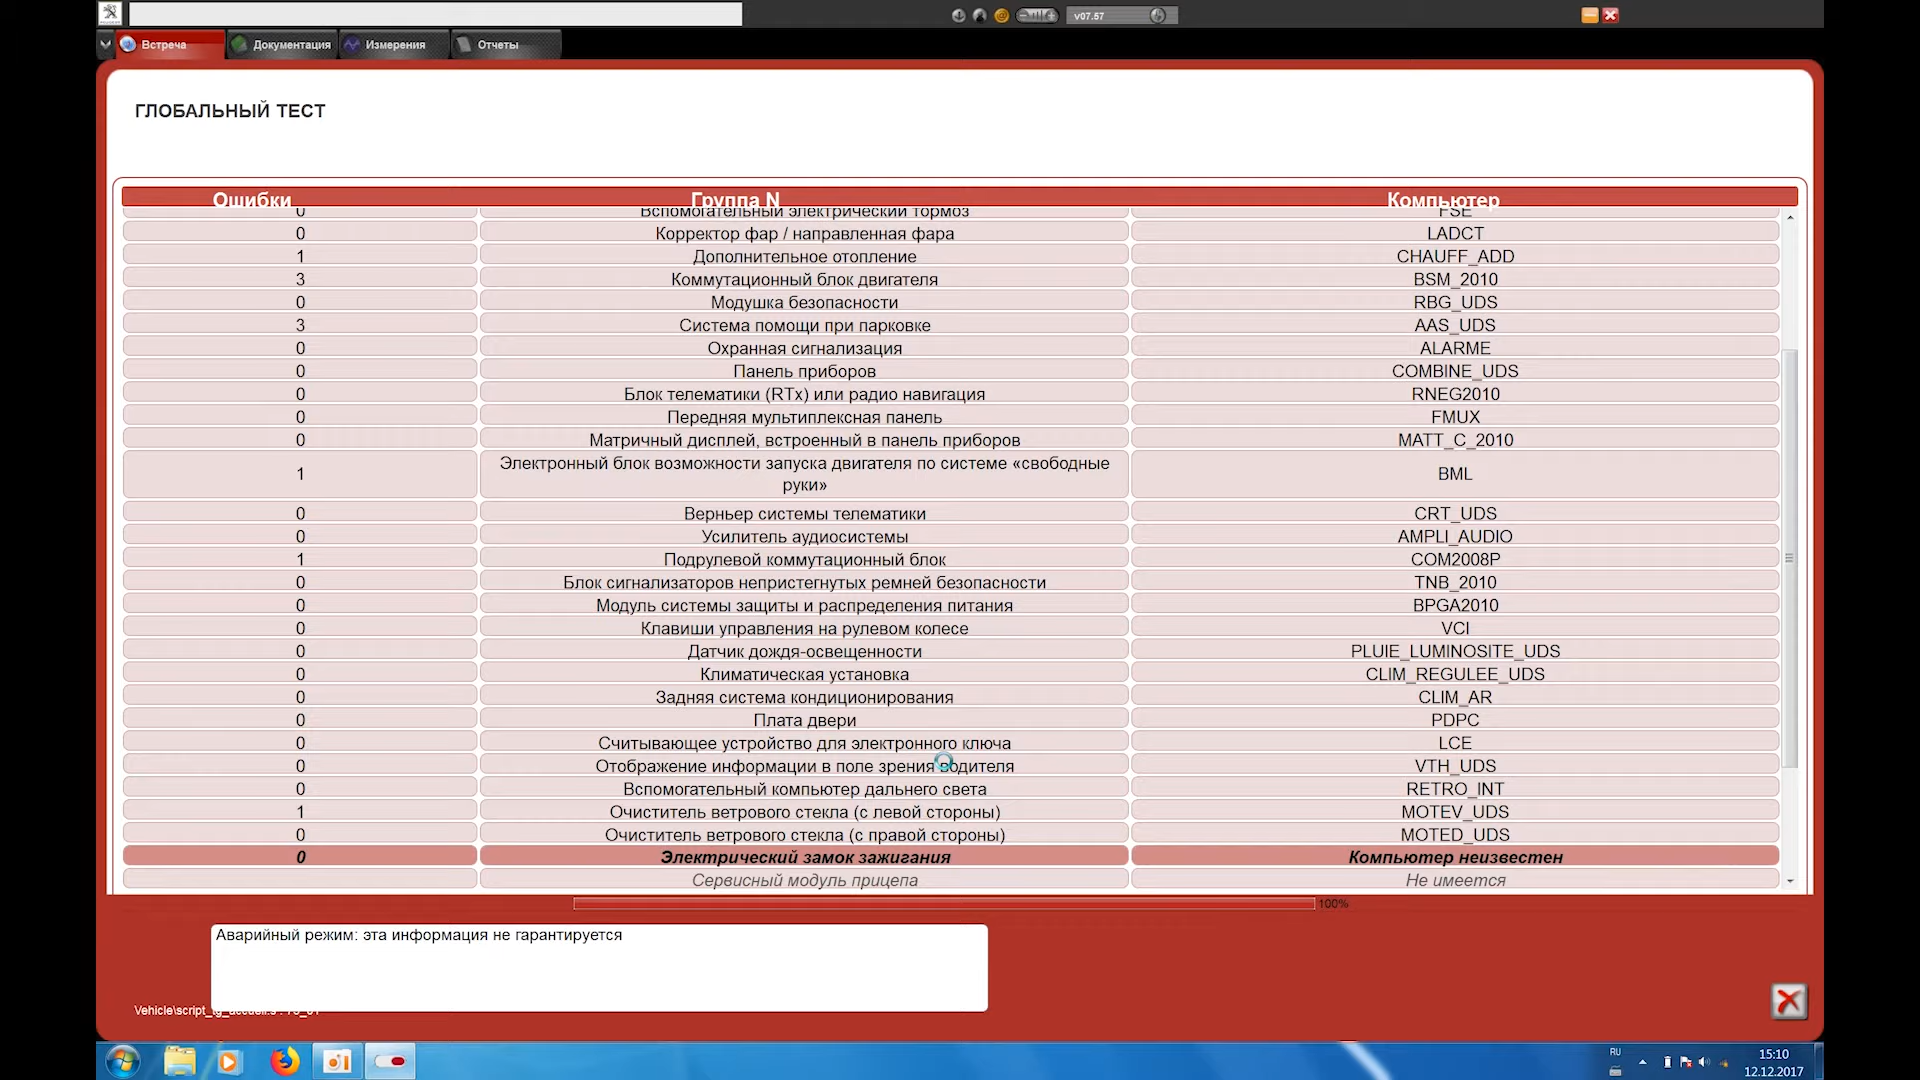 v07.57
Встреча
Документация
Измерения
Отчеты
ГЛОБАЛЬНЫЙ ТЕСТ
Ошибки Группа N Компьютер
0 Вспомогательный электрический тормоз FSE
0 Корректор фар / направленная фара LADCT
1 Дополнительное отопление CHAUFF_ADD
3 Коммутационный блок двигателя BSM_2010
0 Модушка безопасности RBG_UDS
3 Система помощи при парковке AAS_UDS
0 Охранная сигнализация ALARME
0 Панель приборов COMBINE_UDS
0 Блок телематики (RTx) или радио навигация RNEG2010
0 Передняя мультиплексная панель FMUX
0 Матричный дисплей, встроенный в панель приборов MATT_C_2010
1 Электронный блок возможности запуска двигателя по системе «свободные BML
руки»
0 Верньер системы телематики CRT_UDS
0 Усилитель аудиосистемы AMPLI_AUDIO
1 Подрулевой коммутационный блок COM2008P
0 Блок сигнализаторов непристегнутых ремней безопасности TNB_2010
0 Модуль системы защиты и распределения питания BPGA2010
0 Клавиши управления на рулевом колесе VCI
0 Датчик дождя-освещенности PLUIE_LUMINOSITE_UDS
0 Климатическая установка CLIM_REGULEE_UDS
0 Задняя система кондиционирования CLIM_AR
0 Плата двери PDPC
0 Считывающее устройство для электронного ключа LCE
0 Отображение информации в поле зрения водителя VTH_UDS
0 Вспомогательный компьютер дальнего света RETRO_INT
1 Очиститель ветрового стекла (с левой стороны) MOTEV_UDS
0 Очиститель ветрового стекла (с правой стороны) MOTED_UDS
0 Электрический замок зажигания Компьютер неизвестен
Сервисный модуль прицепа Не имеется
100%
Аварийный режим: эта информация не гарантируется
RU
15:10
12.12.2017